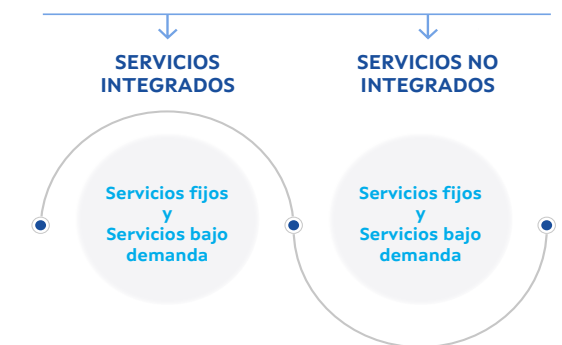 SERVICIOS
INTEGRADOS
SERVICIOS NO
INTEGRADOS
Servicios fijos
y
Servicios bajo
demanda
Servicios fijos
y
Servicios bajo
demanda